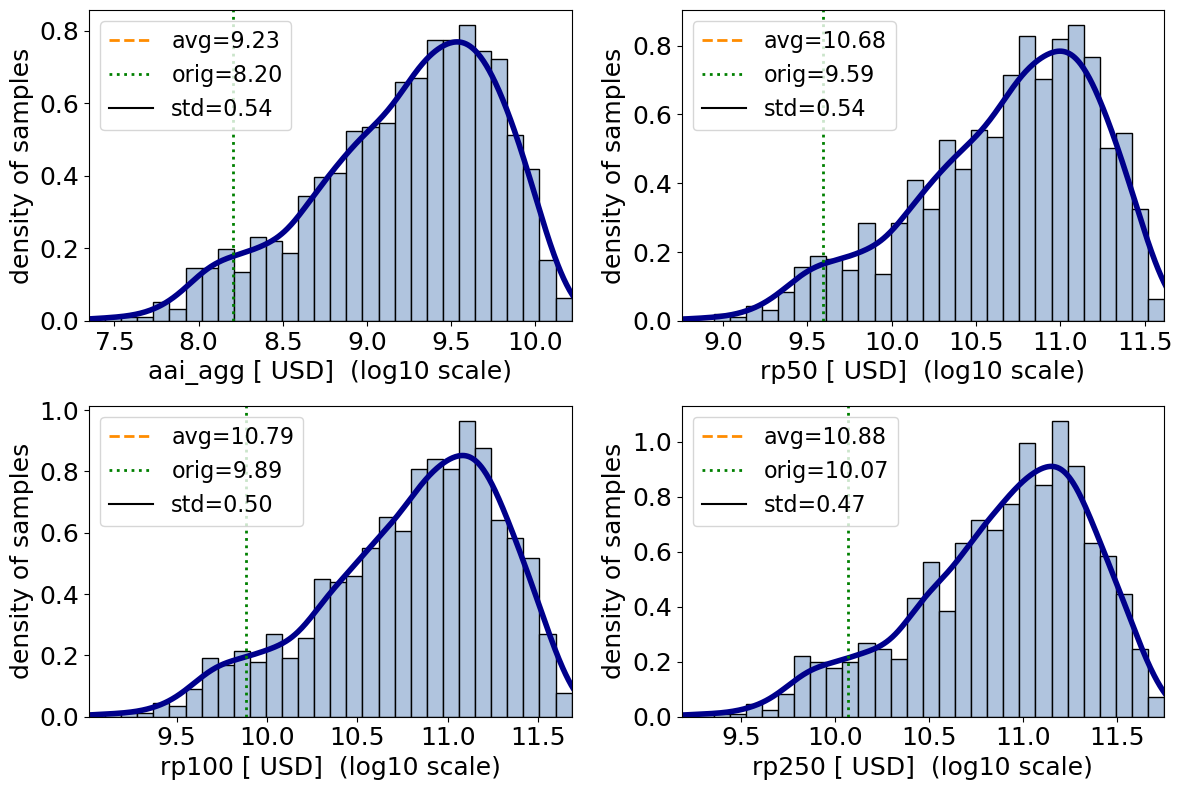 avg=9.23
orig=8.20
std=0.54
density of samples
0.8
0.6
0.4
0.2
0.0
7.5 8.0 8.5 9.0 9.5 10.0
aai_agg [ USD]  (log10 scale)
avg=10.68
orig=9.59
std=0.54
density of samples
0.8
0.6
0.4
0.2
0.0
9.0 9.5 10.0 10.5 11.0 11.5
rp50 [ USD]  (log10 scale)
avg=10.79
orig=9.89
std=0.50
density of samples
1.0
0.8
0.6
0.4
0.2
0.0
9.5 10.0 10.5 11.0 11.5
rp100 [ USD]  (log10 scale)
avg=10.88
orig=10.07
std=0.47
density of samples
1.0
0.8
0.6
0.4
0.2
0.0
9.5 10.0 10.5 11.0 11.5
rp250 [ USD]  (log10 scale)